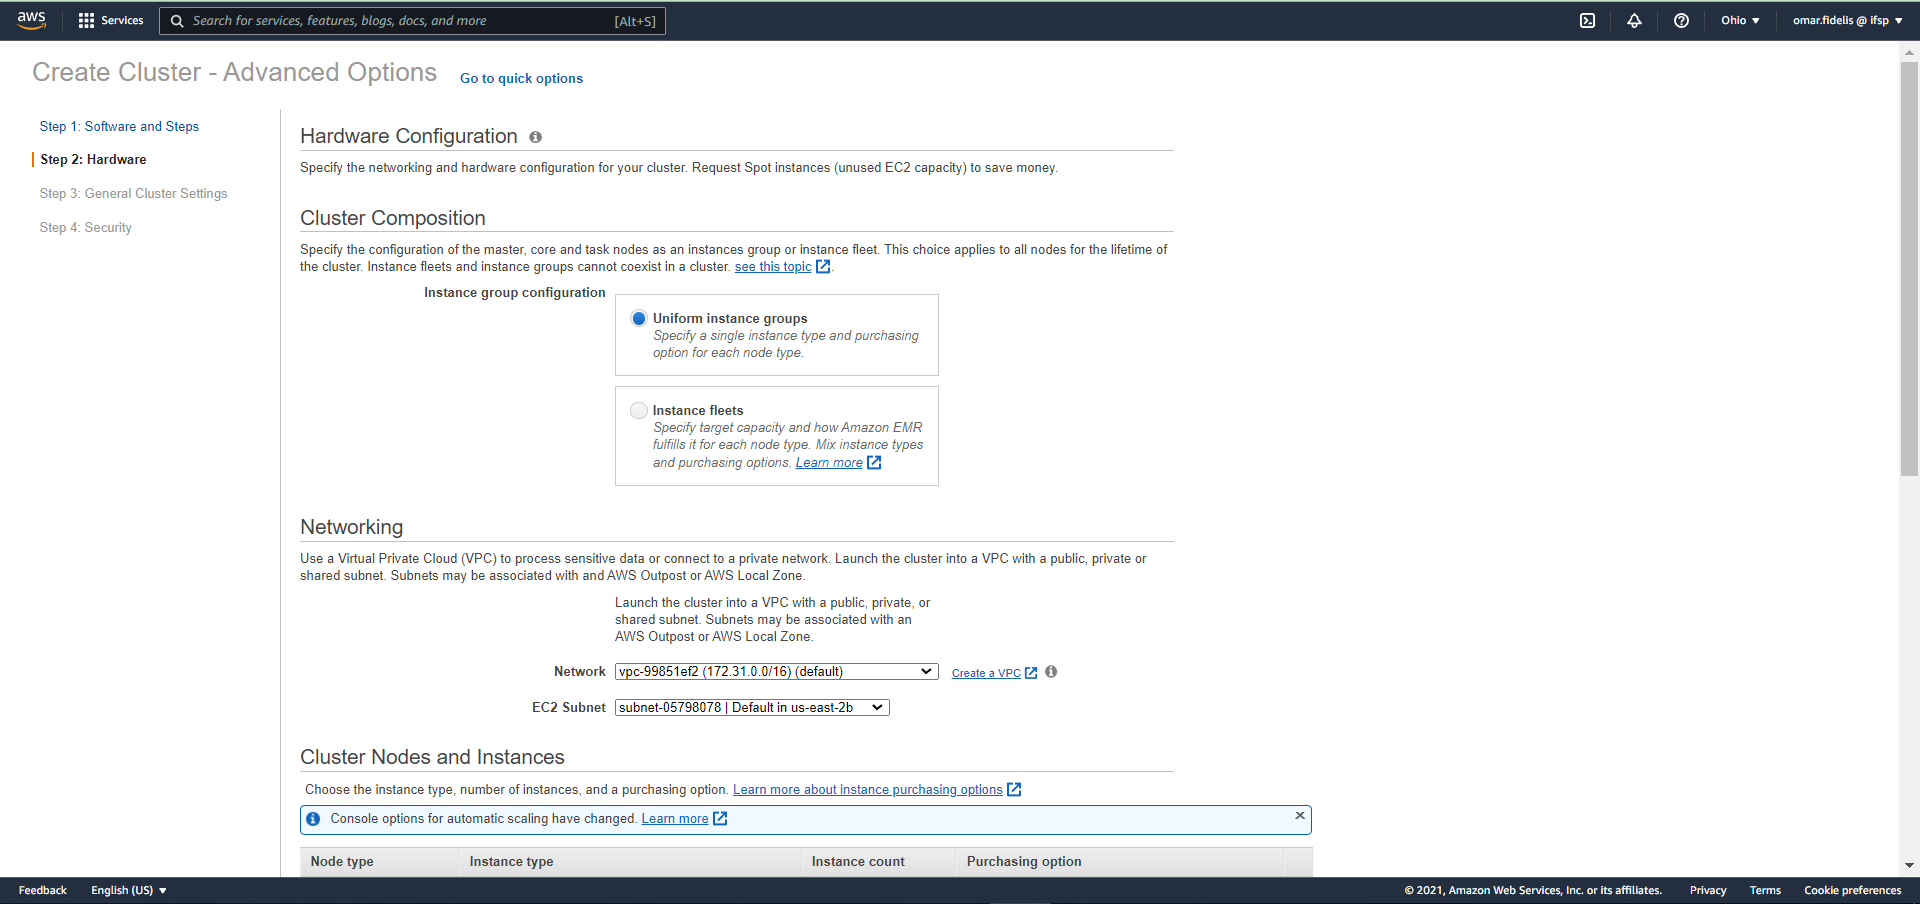 aws Services Search for services, features, blogs, docs, and more [Alt+S] Ohio omar.fidelis @ ifsp
Create Cluster - Advanced Options Go to quick options
Step 1: Software and Steps
Step 2: Hardware
Step 3: General Cluster Settings
Step 4: Security
Hardware Configuration
Specify the networking and hardware configuration for your cluster. Request Spot instances (unused EC2 capacity) to save money.
Cluster Composition
Specify the configuration of the master, core and task nodes as an instances group or instance fleet. This choice applies to all nodes for the lifetime of
the cluster. Instance fleets and instance groups cannot coexist in a cluster. see this topic.
Instance group configuration
Uniform instance groups
Specify a single instance type and purchasing
option for each node type.
Instance fleets
Specify target capacity and how Amazon EMR
fulfills it for each node type. Mix instance types
and purchasing options. Learn more
Networking
Use a Virtual Private Cloud (VPC) to process sensitive data or connect to a private network. Launch the cluster into a VPC with a public, private or
shared subnet. Subnets may be associated with and AWS Outpost or AWS Local Zone.
Launch the cluster into a VPC with a public, private, or
shared subnet. Subnets may be associated with an
AWS Outpost or AWS Local Zone.
Network vpc-99851ef2 (172.31.0.0/16) (default) Create a VPC
EC2 Subnet subnet-05798078 | Default in us-east-2b
Cluster Nodes and Instances
Choose the instance type, number of instances, and a purchasing option. Learn more about instance purchasing options
Console options for automatic scaling have changed. Learn more
Node type Instance type Instance count Purchasing option
Feedback English (US) © 2021, Amazon Web Services, Inc. or its affiliates. Privacy Terms Cookie preferences